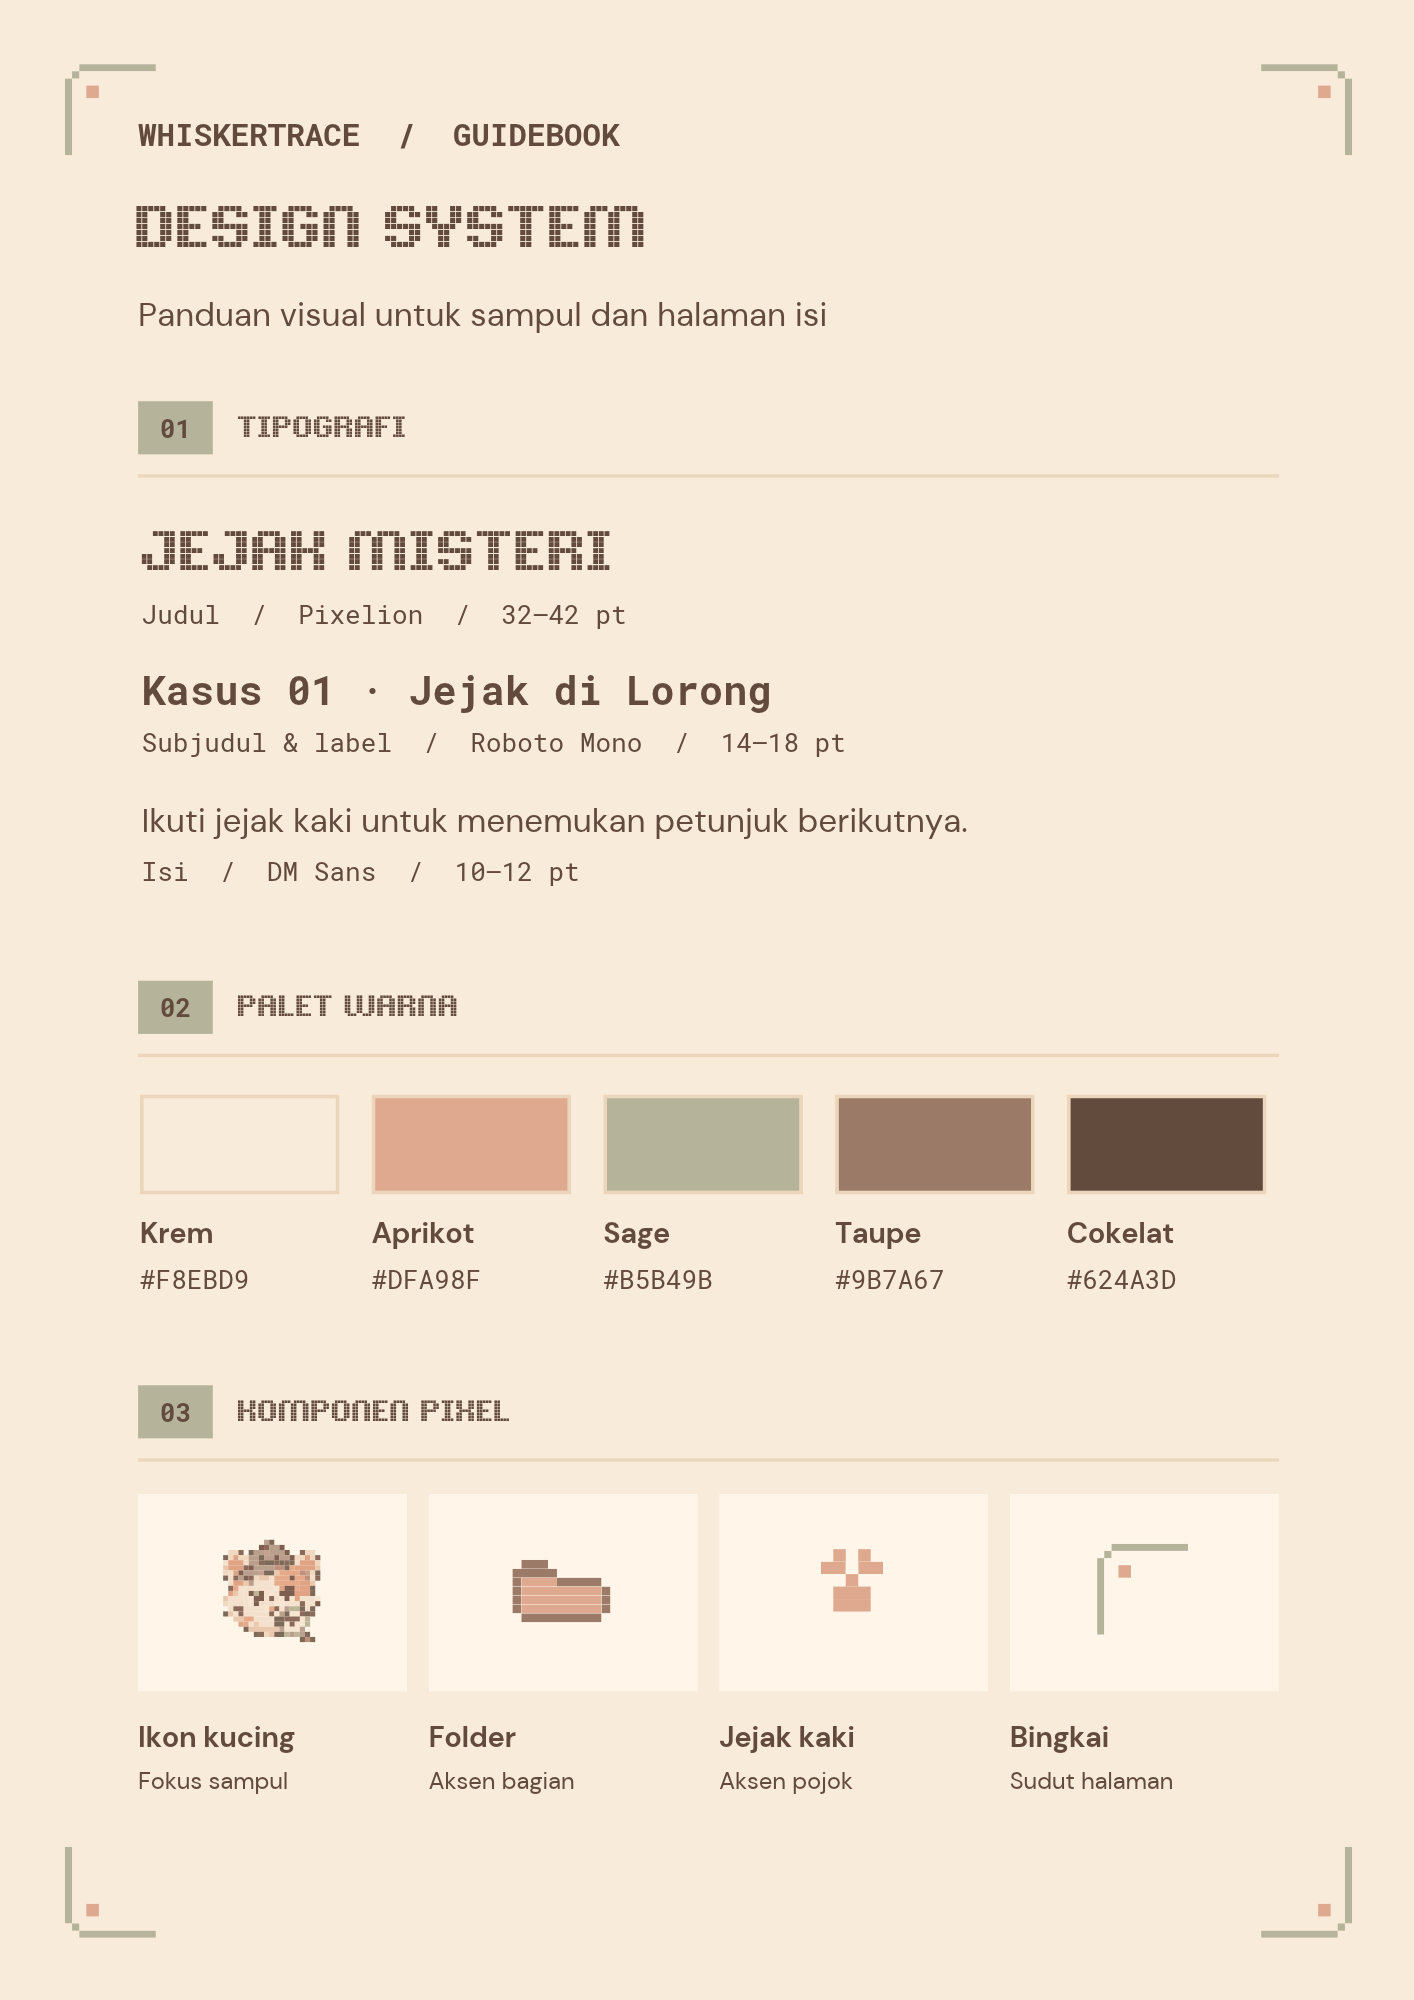 WHISKERTRACE / GUIDEBOOK
DESIGN SYSTEM
Panduan visual untuk sampul dan halaman isi
01 TIPOGRAFI
JEJAK MISTERI
Judul / Pixelion / 32–42 pt
Kasus 01 · Jejak di Lorong
Subjudul & label / Roboto Mono / 14–18 pt
Ikuti jejak kaki untuk menemukan petunjuk berikutnya.
Isi / DM Sans / 10–12 pt
02 PALET WARNA
Krem Aprikot Sage Taupe Cokelat
#F8EBD9 #DFA98F #B5B49B #9B7A67 #624A3D
03 KOMPONEN PIXEL
Ikon kucing Folder Jejak kaki Bingkai
Fokus sampul Aksen bagian Aksen pojok Sudut halaman